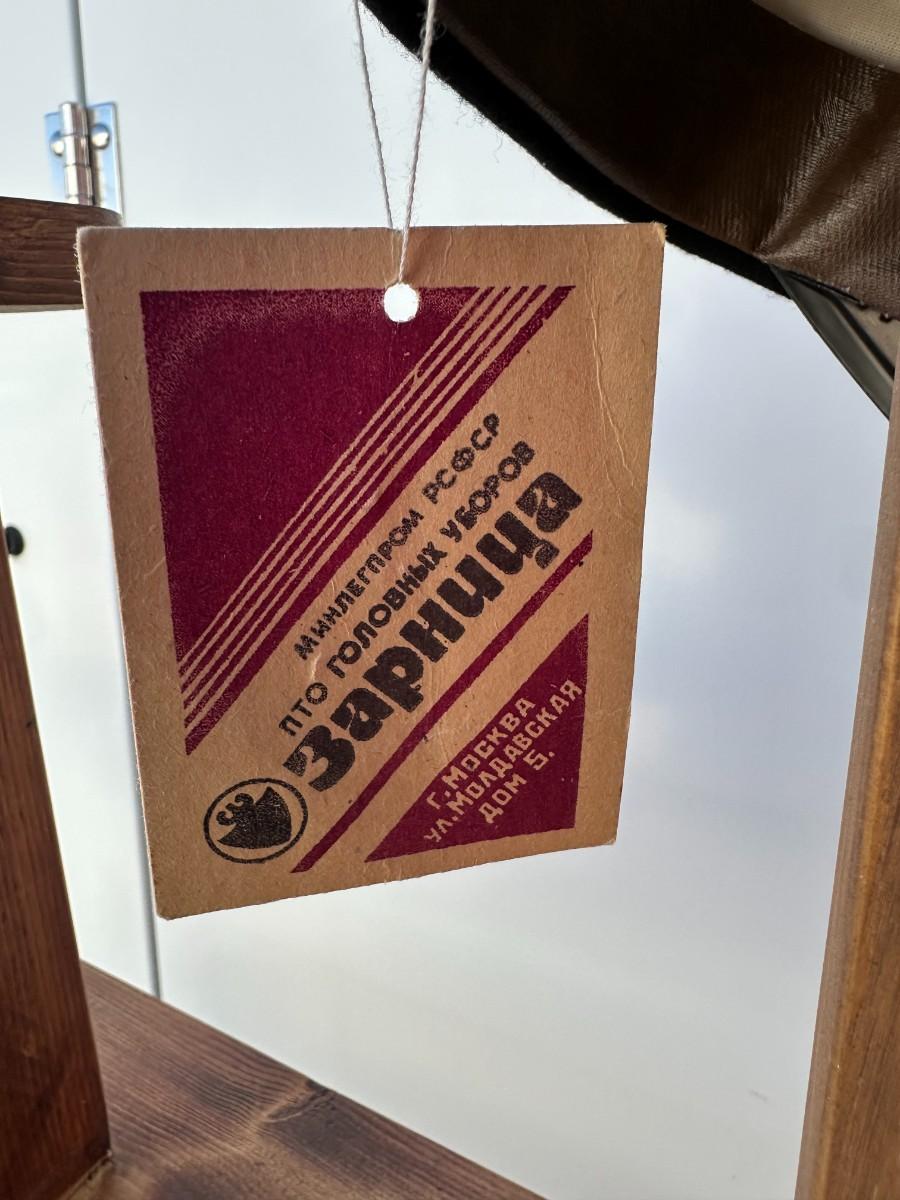 МИНЛЕГПРОМ РСФСР
ПТО ГОЛОВНЫХ УБОРОВ
Зарница
Г. МОСКВА
УЛ. МОЛДАВСКАЯ
ДОМ 5.